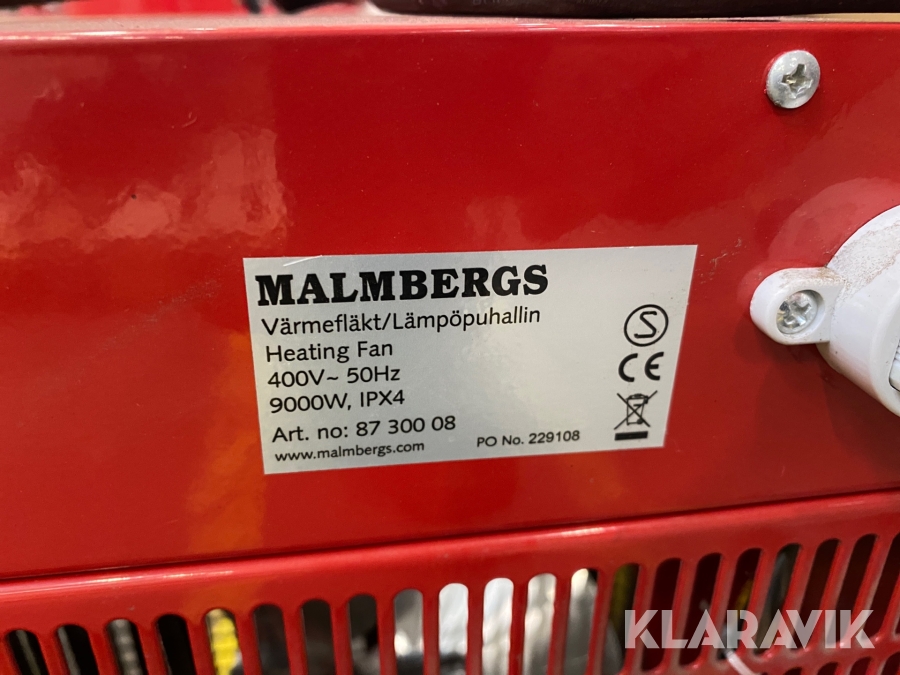 MALMBERGS
Värmefläkt/Lämpöpuhallin
Heating Fan
400V~ 50Hz
9000W, IPX4
Art. no: 87 300 08
www.malmbergs.com
PO No. 229108
S
CE
KLARAVIK